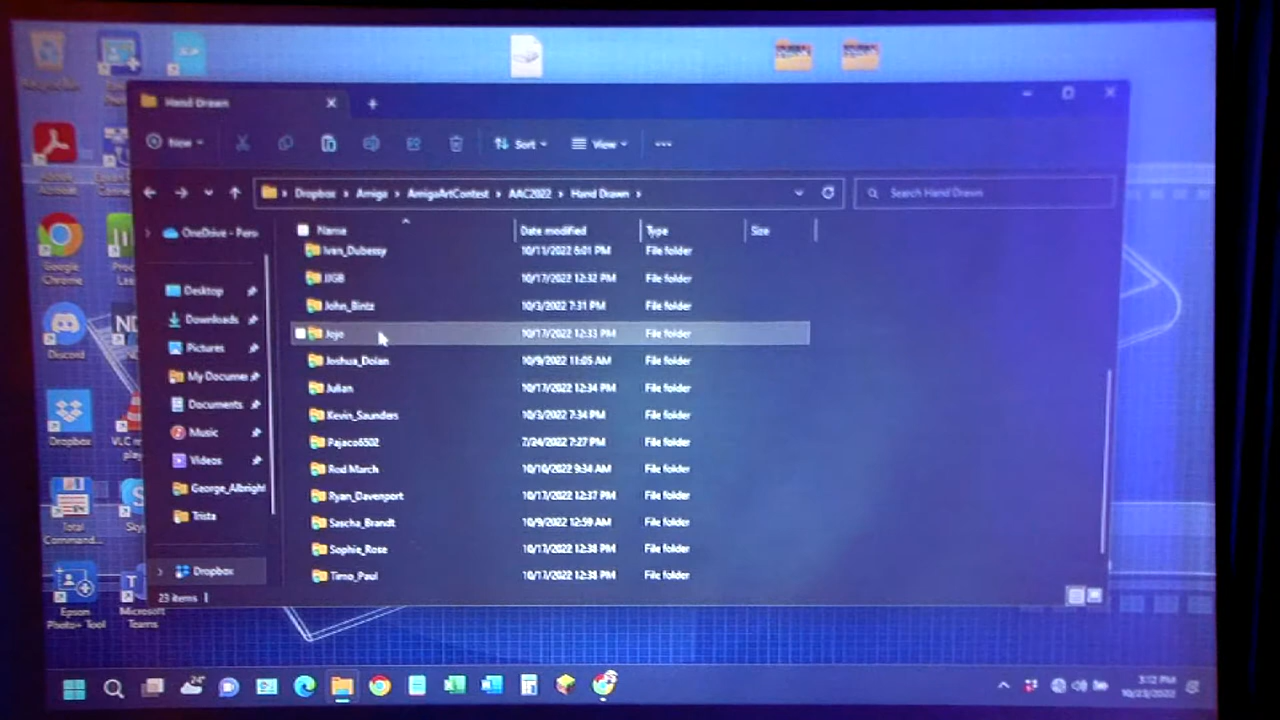 Recycle Bin
Hand Drawn
New
Sort
View
Dropbox > Amiga > AmigaArtContest > AAC2022 > Hand Drawn >
Search Hand Drawn
Name Date modified Type Size
Ivan_Dubessy 10/11/2022 6:01 PM File folder
JJGB 10/17/2022 12:32 PM File folder
John_Bintz 10/3/2022 7:31 PM File folder
Jojo 10/17/2022 12:33 PM File folder
Joshua_Dolan 10/9/2022 11:05 AM File folder
Julian 10/17/2022 12:34 PM File folder
Kevin_Saunders 10/3/2022 7:34 PM File folder
Pajaco6502 7/24/2022 7:27 PM File folder
Rod March 10/10/2022 9:34 AM File folder
Ryan_Davenport 10/17/2022 12:37 PM File folder
Sascha_Brandt 10/9/2022 12:59 AM File folder
Sophie_Rose 10/17/2022 12:38 PM File folder
Timo_Paul 10/17/2022 12:38 PM File folder
OneDrive - Pers
Desktop
Downloads
Pictures
My Docume
Documents
Music
Videos
George_Albright
Trista
Dropbox
23 items
Acrobat
Google
Chrome
Discord
Dropbox
VLC m
play
Total
Command...
Sky
Epson
Photo+ Tool
Microsoft
Teams
24°
3:12 PM
10/23/2022